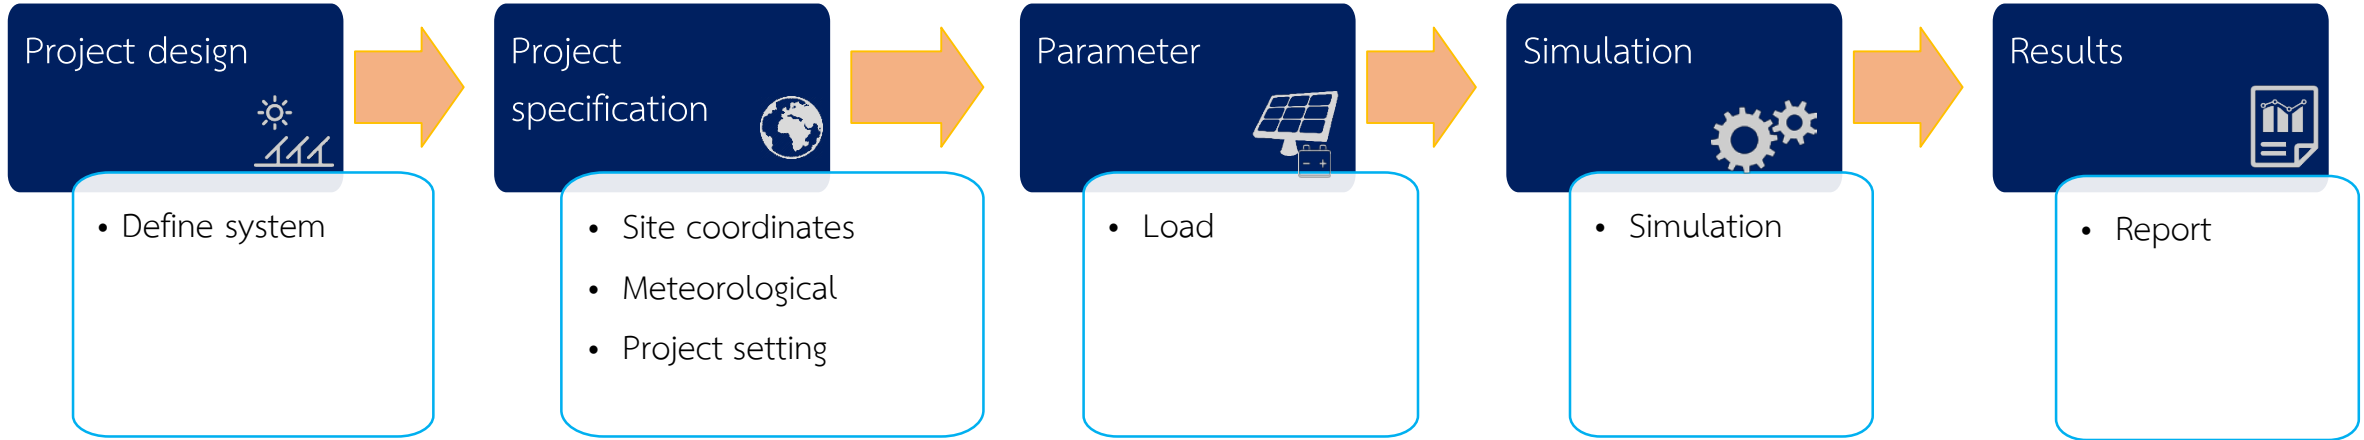 Project design
• Define system
Project
specification
• Site coordinates
• Meteorological
• Project setting
Parameter
• Load
Simulation
• Simulation
Results
• Report